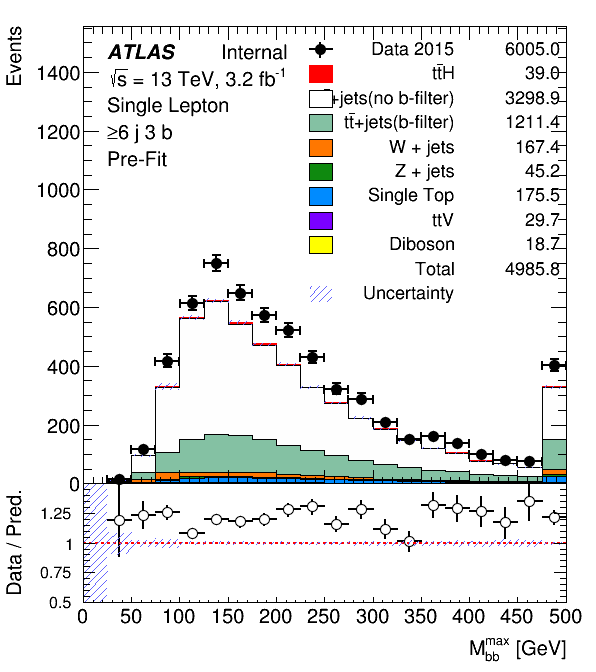 Events
1400
1200
1000
800
600
400
200
0
ATLAS Internal
√s = 13 TeV, 3.2 fb⁻¹
Single Lepton
≥6 j 3 b
Pre-Fit
Data 2015 6005.0
tt̄H 39.0
+jets(no b-filter) 3298.9
tt̄+jets(b-filter) 1211.4
W + jets 167.4
Z + jets 45.2
Single Top 175.5
ttV 29.7
Diboson 18.7
Total 4985.8
Uncertainty
Data / Pred.
1.25
1
0.75
0.5
0 50 100 150 200 250 300 350 400 450 500
M_bb^max [GeV]